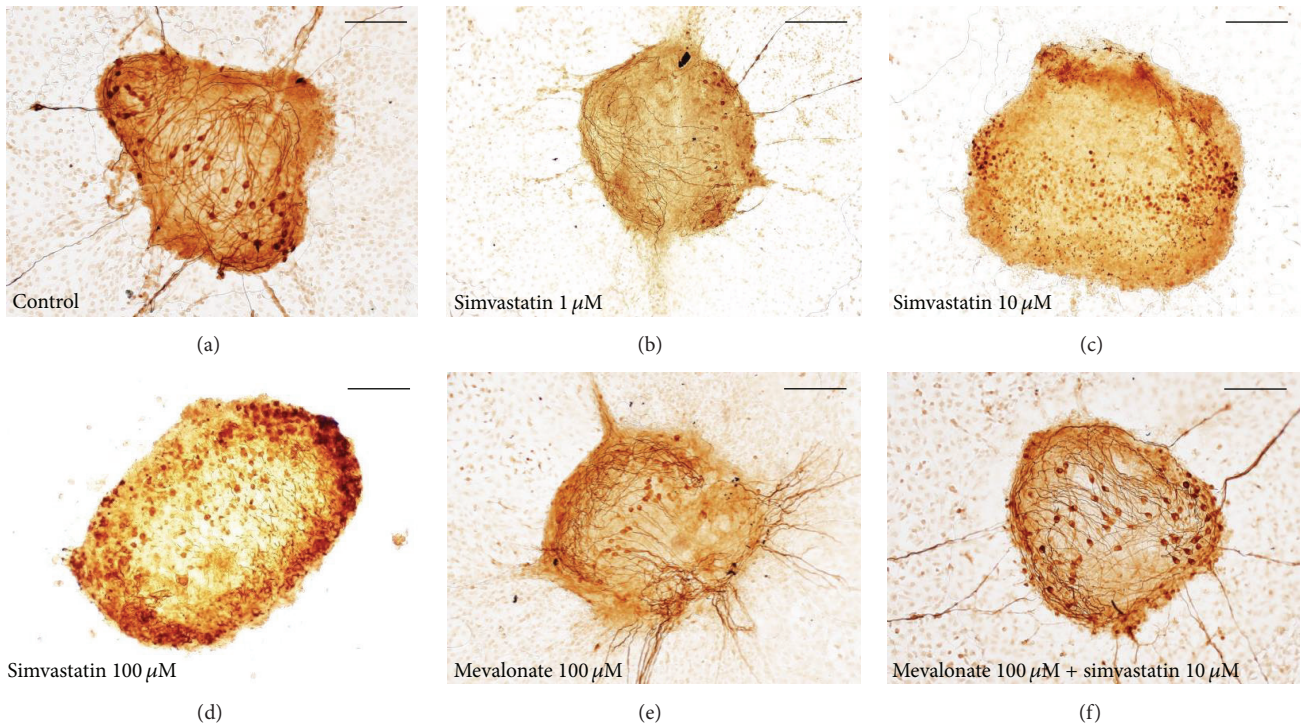 Control
Simvastatin 1 μM
Simvastatin 10 μM
(a)
(b)
(c)
Simvastatin 100 μM
Mevalonate 100 μM
Mevalonate 100 μM + simvastatin 10 μM
(d)
(e)
(f)